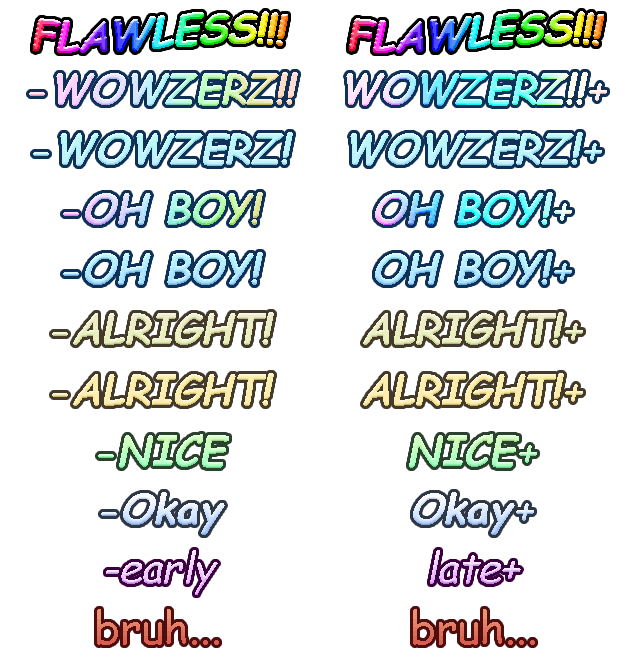 FLAWLESS!!! FLAWLESS!!!
-WOWZERZ!! WOWZERZ!!+
-WOWZERZ! WOWZERZ!+
-OH BOY! OH BOY!+
-OH BOY! OH BOY!+
-ALRIGHT! ALRIGHT!+
-ALRIGHT! ALRIGHT!+
-NICE NICE+
-Okay Okay+
-early late+
bruh... bruh...